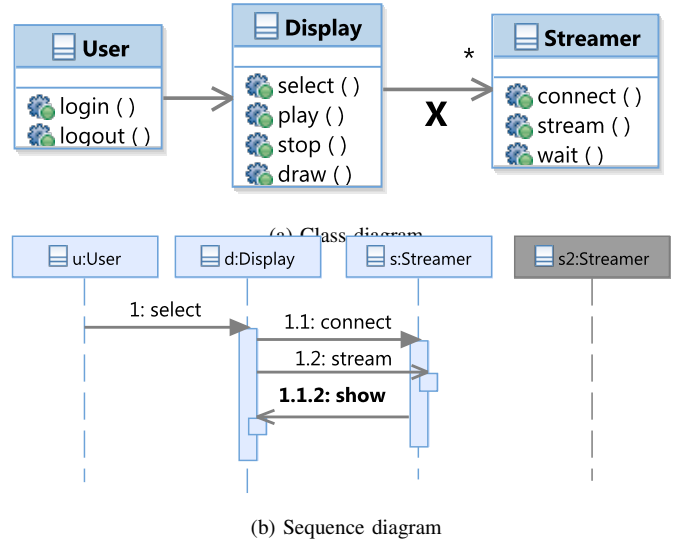 User
login ( )
logout ( )
Display
select ( )
play ( )
stop ( )
draw ( )
*
X
Streamer
connect ( )
stream ( )
wait ( )
(a) Class diagram
u:User
d:Display
s:Streamer
s2:Streamer
1: select
1.1: connect
1.2: stream
1.1.2: show
(b) Sequence diagram